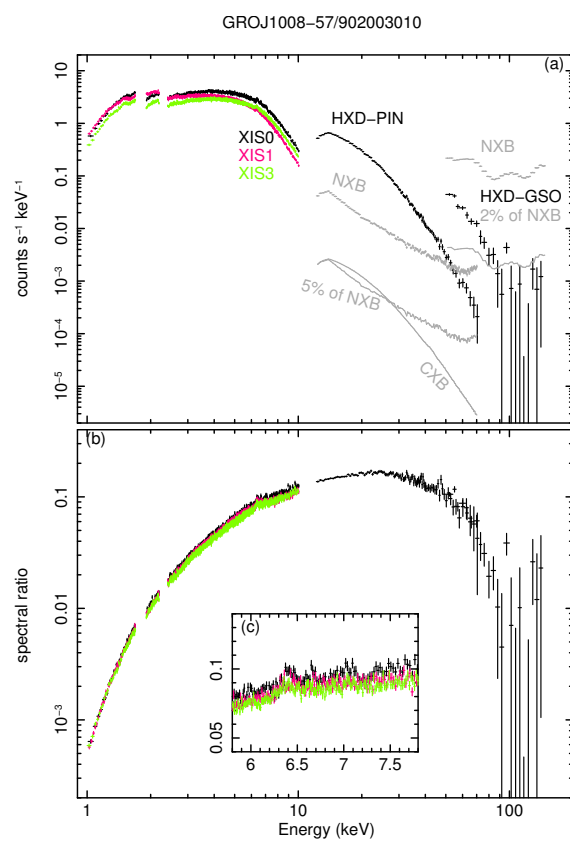 GROJ1008−57/902003010
(a)
10
1
0.1
0.01
10⁻³
10⁻⁴
10⁻⁵
counts s⁻¹ keV⁻¹
XIS0
XIS1
XIS3
HXD−PIN
NXB
NXB
HXD−GSO
2% of NXB
5% of NXB
CXB
(b)
0.1
0.01
10⁻³
spectral ratio
(c)
0.1
0.05
6
6.5
7
7.5
1
10
100
Energy (keV)